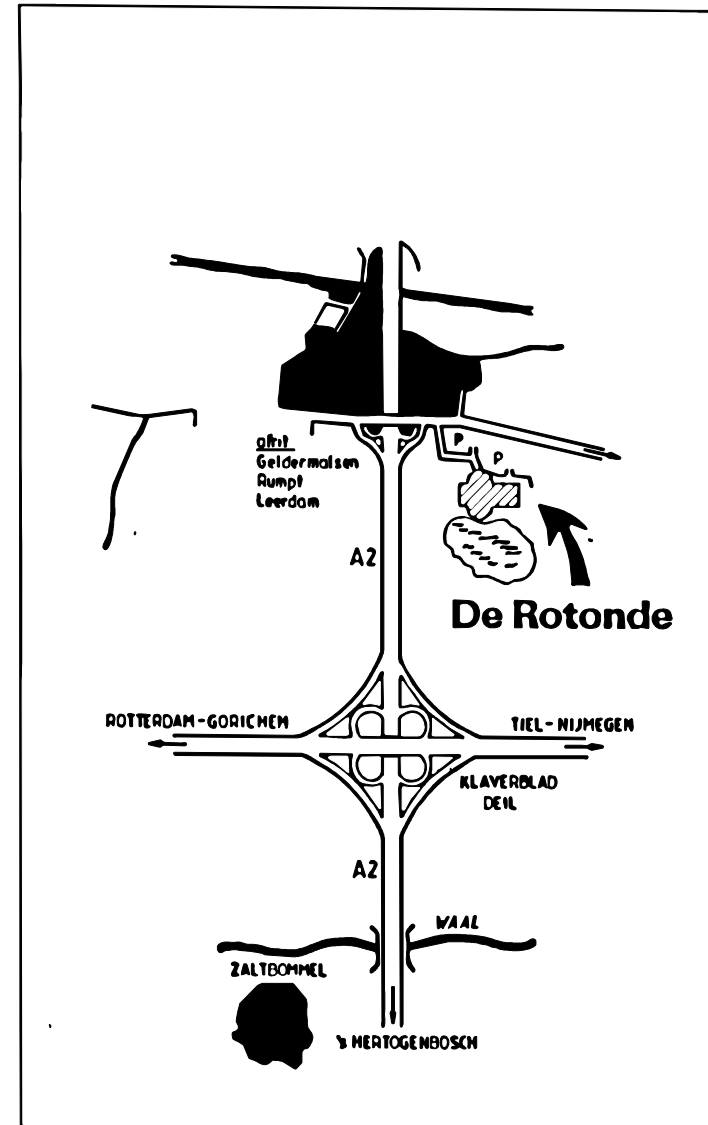 afrit
Geldermalsen
Rumpt
Leerdam
P
P
A2
De Rotonde
ROTTERDAM-GORICHEM
TIEL-NIJMEGEN
KLAVERBLAD
DEIL
A2
WAAL
ZALTBOMMEL
's HERTOGENBOSCH